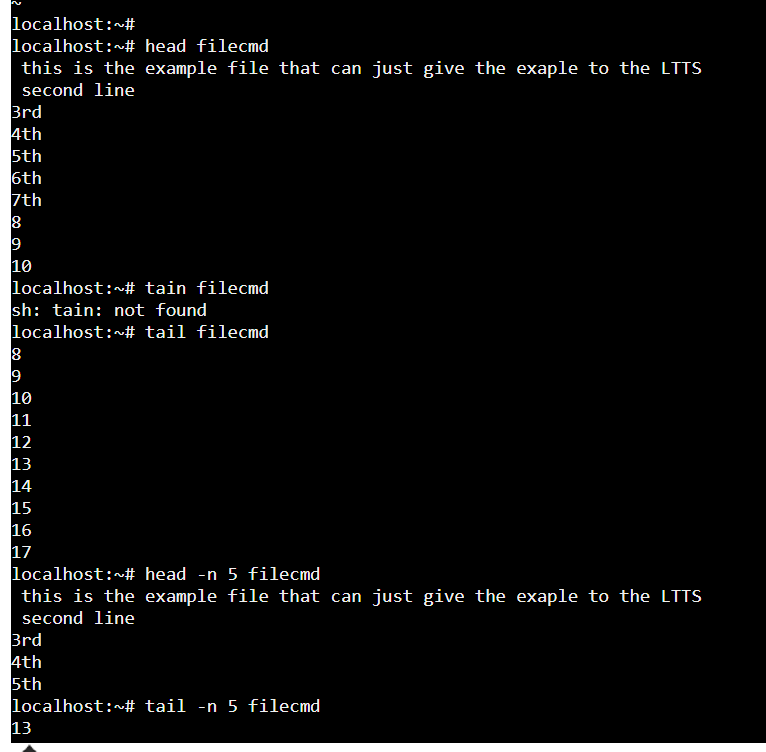 ~
localhost:~#
localhost:~# head filecmd
 this is the example file that can just give the exaple to the LTTS
 second line
3rd
4th
5th
6th
7th
8
9
10
localhost:~# tain filecmd
sh: tain: not found
localhost:~# tail filecmd
8
9
10
11
12
13
14
15
16
17
localhost:~# head -n 5 filecmd
 this is the example file that can just give the exaple to the LTTS
 second line
3rd
4th
5th
localhost:~# tail -n 5 filecmd
13